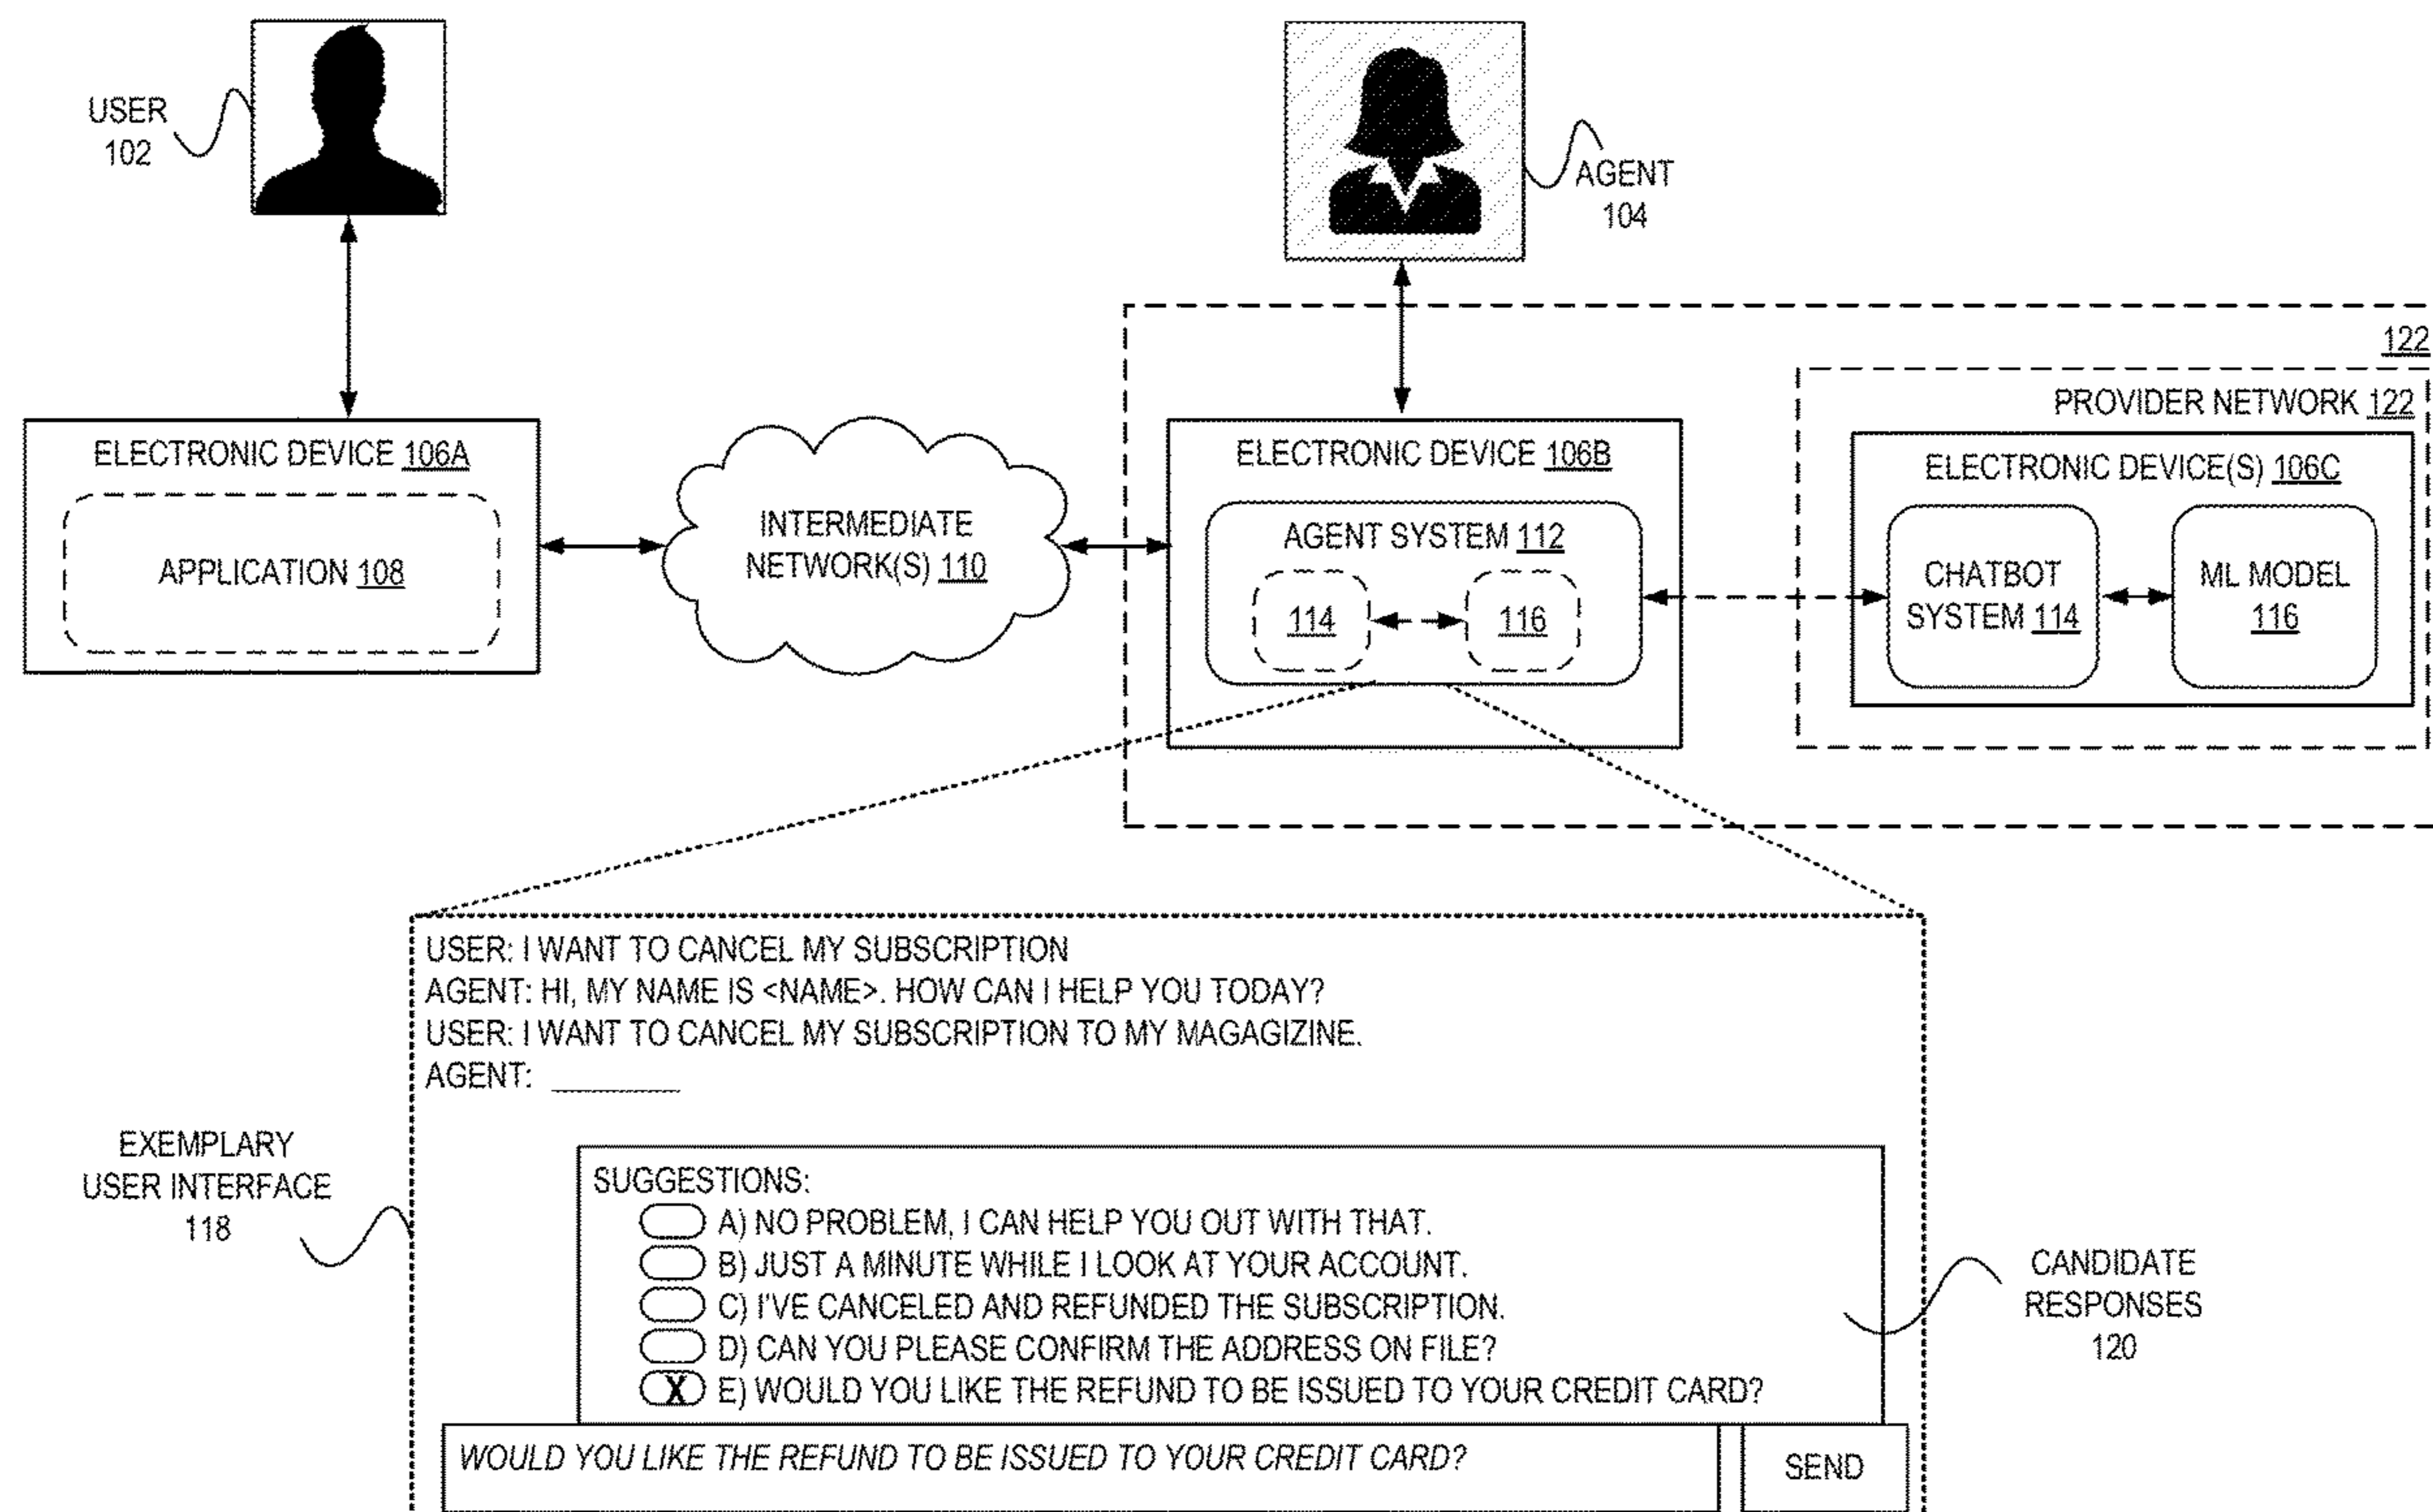 USER
102
AGENT
104
122
PROVIDER NETWORK 122
ELECTRONIC DEVICE 106A
APPLICATION 108
INTERMEDIATE
NETWORK(S) 110
ELECTRONIC DEVICE 106B
AGENT SYSTEM 112
114
116
ELECTRONIC DEVICE(S) 106C
CHATBOT
SYSTEM 114
ML MODEL
116
USER: I WANT TO CANCEL MY SUBSCRIPTION
AGENT: HI, MY NAME IS <NAME>. HOW CAN I HELP YOU TODAY?
USER: I WANT TO CANCEL MY SUBSCRIPTION TO MY MAGAGIZINE.
AGENT: ________
EXEMPLARY
USER INTERFACE
118
SUGGESTIONS:
A) NO PROBLEM, I CAN HELP YOU OUT WITH THAT.
B) JUST A MINUTE WHILE I LOOK AT YOUR ACCOUNT.
C) I'VE CANCELED AND REFUNDED THE SUBSCRIPTION.
D) CAN YOU PLEASE CONFIRM THE ADDRESS ON FILE?
X E) WOULD YOU LIKE THE REFUND TO BE ISSUED TO YOUR CREDIT CARD?
CANDIDATE
RESPONSES
120
WOULD YOU LIKE THE REFUND TO BE ISSUED TO YOUR CREDIT CARD?
SEND